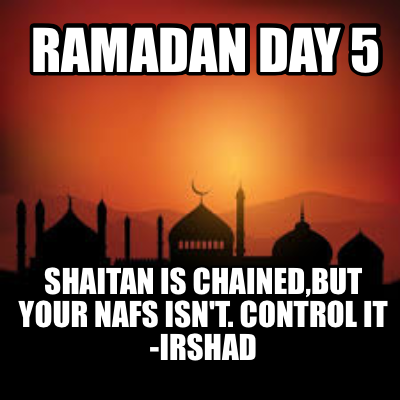 RAMADAN DAY 5
SHAITAN IS CHAINED,BUT
YOUR NAFS ISN'T. CONTROL IT
-IRSHAD